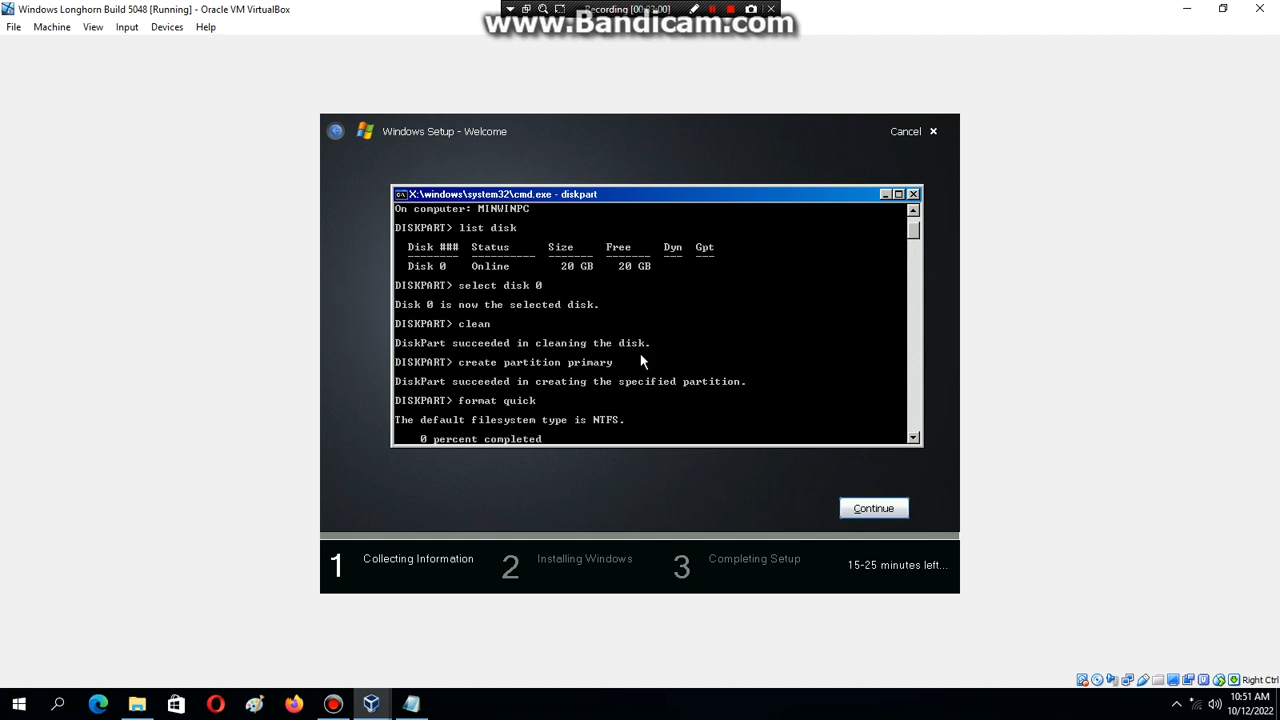 Windows Longhorn Build 5048 [Running] - Oracle VM VirtualBox
Recording [00:03:00]
www.Bandicam.com
File Machine View Input Devices Help
Windows Setup - Welcome
Cancel
X:\windows\system32\cmd.exe - diskpart
On computer: MINWINPC
DISKPART> list disk
Disk ### Status Size Free Dyn Gpt
-------- ---------- ------- ------- --- ---
Disk 0 Online 20 GB 20 GB
DISKPART> select disk 0
Disk 0 is now the selected disk.
DISKPART> clean
DiskPart succeeded in cleaning the disk.
DISKPART> create partition primary
DiskPart succeeded in creating the specified partition.
DISKPART> format quick
The default filesystem type is NTFS.
0 percent completed
Continue
1 Collecting Information 2 Installing Windows 3 Completing Setup 15-25 minutes left...
Right Ctrl
10:51 AM
10/12/2022